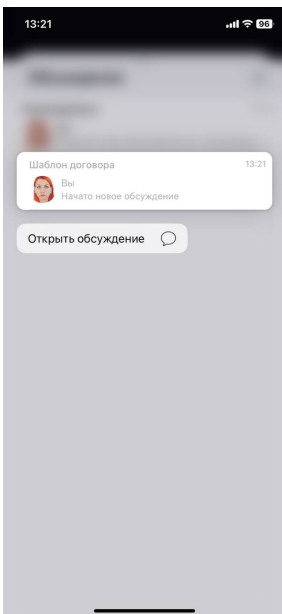 13:21
96
Шаблон договора
13:21
Вы
Начато новое обсуждение
Открыть обсуждение